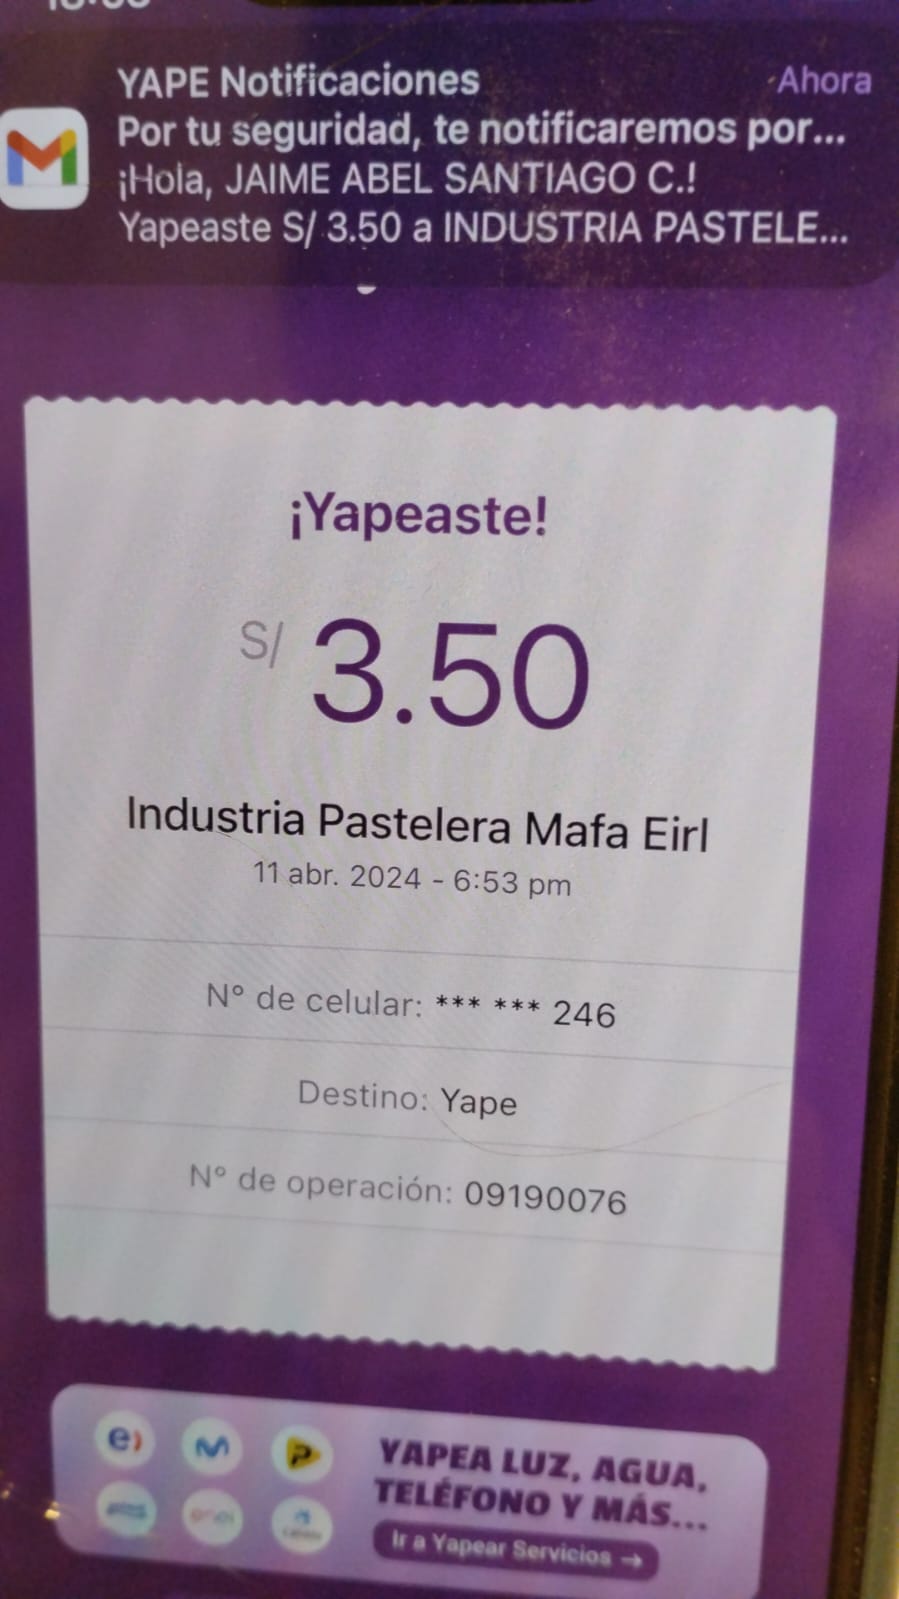 YAPE Notificaciones
Ahora
Por tu seguridad, te notificaremos por...
¡Hola, JAIME ABEL SANTIAGO C.!
Yapeaste S/ 3.50 a INDUSTRIA PASTELE...
¡Yapeaste!
S/ 3.50
Industria Pastelera Mafa Eirl
11 abr. 2024 - 6:53 pm
N° de celular: *** *** 246
Destino: Yape
N° de operación: 09190076
YAPEA LUZ, AGUA,
TELÉFONO Y MÁS...
Ir a Yapear Servicios →